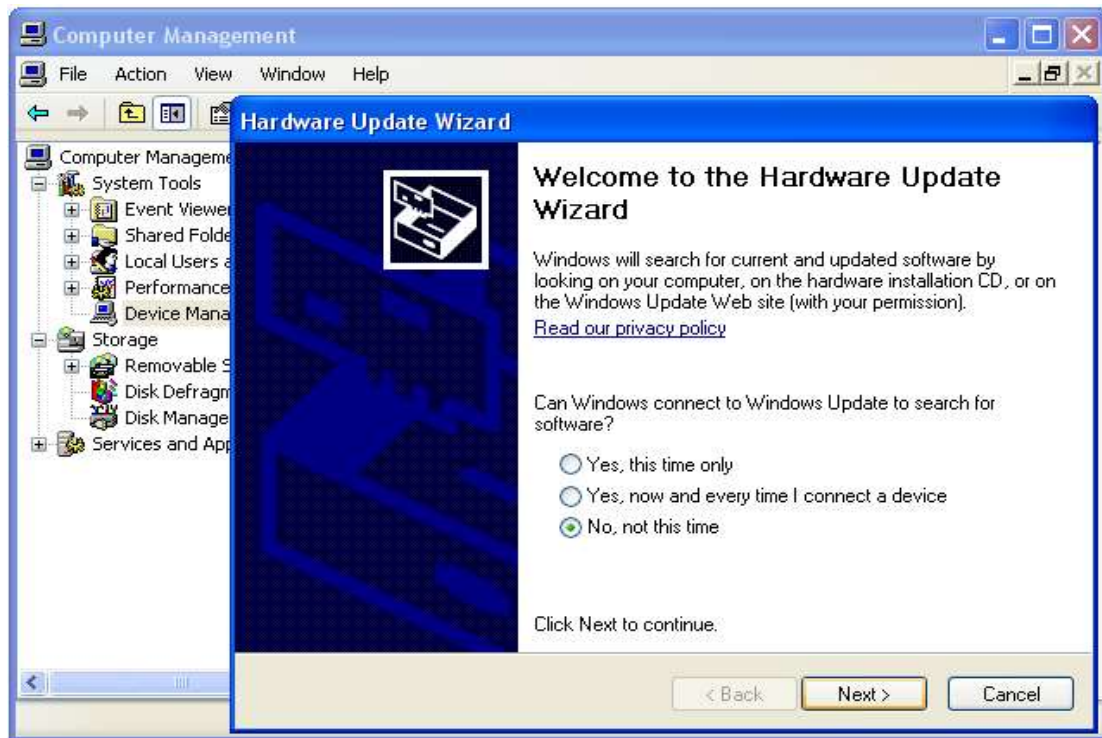 Computer Management
File Action View Window Help
Hardware Update Wizard
Computer Manageme
System Tools
Event Viewer
Shared Folde
Local Users a
Performance
Device Mana
Storage
Removable S
Disk Defragm
Disk Manage
Services and App
Welcome to the Hardware Update
Wizard
Windows will search for current and updated software by
looking on your computer, on the hardware installation CD, or on
the Windows Update Web site (with your permission).
Read our privacy policy
Can Windows connect to Windows Update to search for
software?
Yes, this time only
Yes, now and every time I connect a device
No, not this time
Click Next to continue.
< Back Next > Cancel